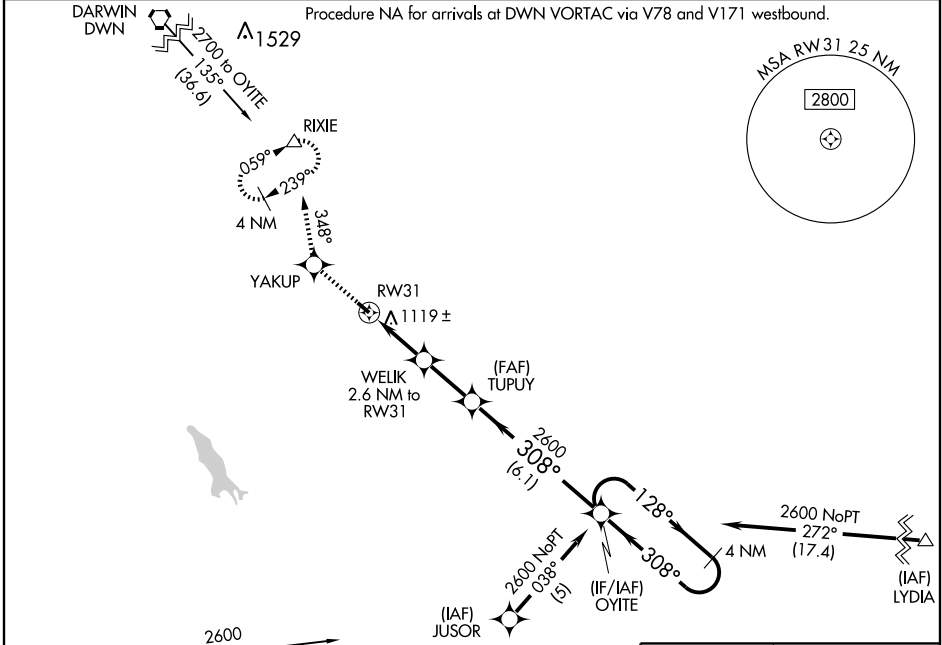 Procedure NA for arrivals at DWN VORTAC via V78 and V171 westbound.
DARWIN
DWN
1529
2700 to OYITE
135°
(36.6)
MSA RW31 25 NM
2800
RIXIE
059°
239°
4 NM
348°
YAKUP
RW31
1119 ±
WELIK
2.6 NM to
RW31
(FAF)
TUPUY
2600
308°
(6.1)
128°
308°
4 NM
2600 NoPT
272°
(17.4)
(IAF)
LYDIA
2600 NoPT
038°
(5)
(IF/IAF)
OYITE
(IAF)
JUSOR
2600